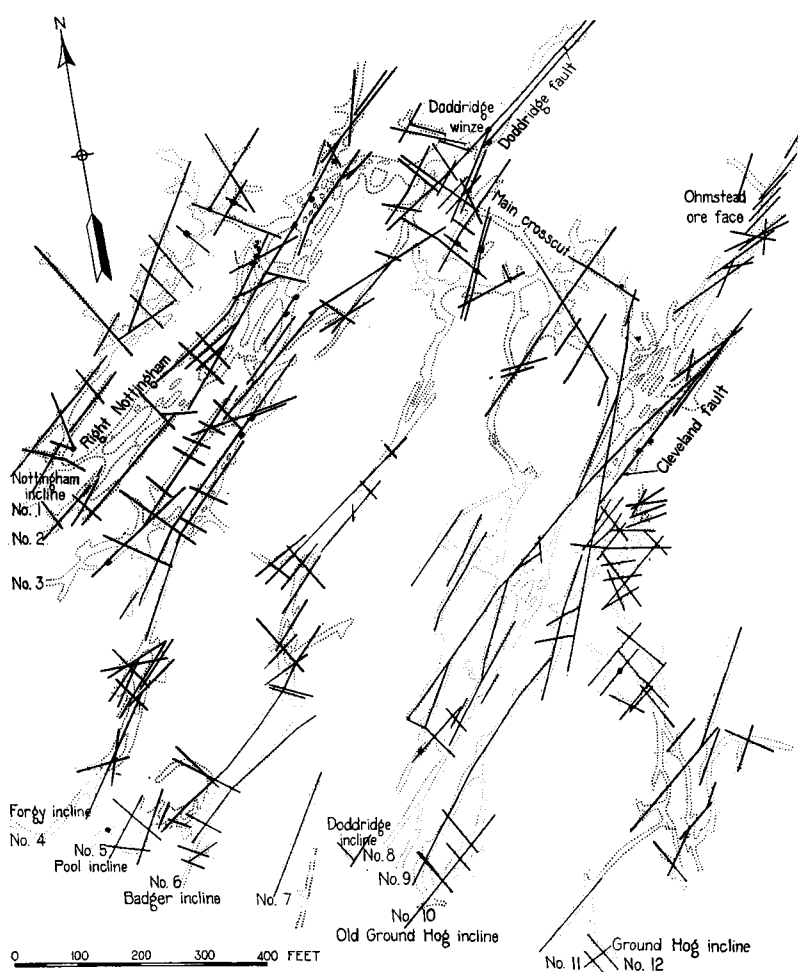 N
Doddridge
winze
Doddridge fault
Main crosscut
Ohmstead
ore face
Right Nottingham
Cleveland fault
Nottingham
incline
No. 1
No. 2
No. 3
Forgy incline
No. 4
No. 5
Pool incline
No. 6
Badger incline
No. 7
Doddridge
incline
No. 8
No. 9
No. 10
Old Ground Hog incline
Ground Hog incline
No. 11
No. 12
0 100 200 300 400 FEET